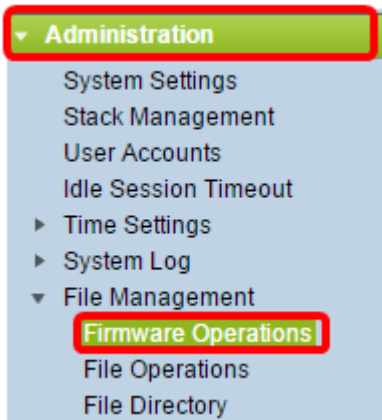 Administration
System Settings
Stack Management
User Accounts
Idle Session Timeout
Time Settings
System Log
File Management
Firmware Operations
File Operations
File Directory